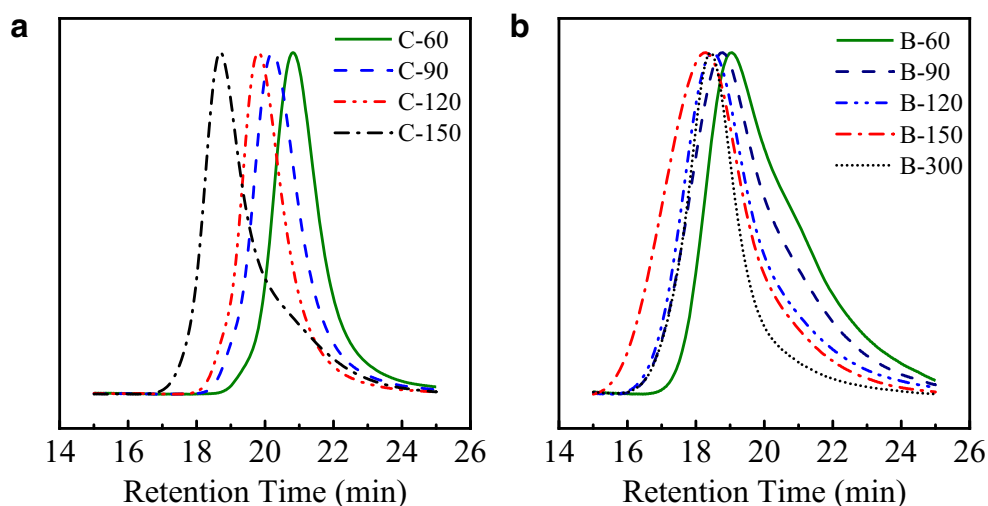 a
C-60
C-90
C-120
C-150
14 16 18 20 22 24 26
Retention Time (min)
b
B-60
B-90
B-120
B-150
B-300
14 16 18 20 22 24 26
Retention Time (min)